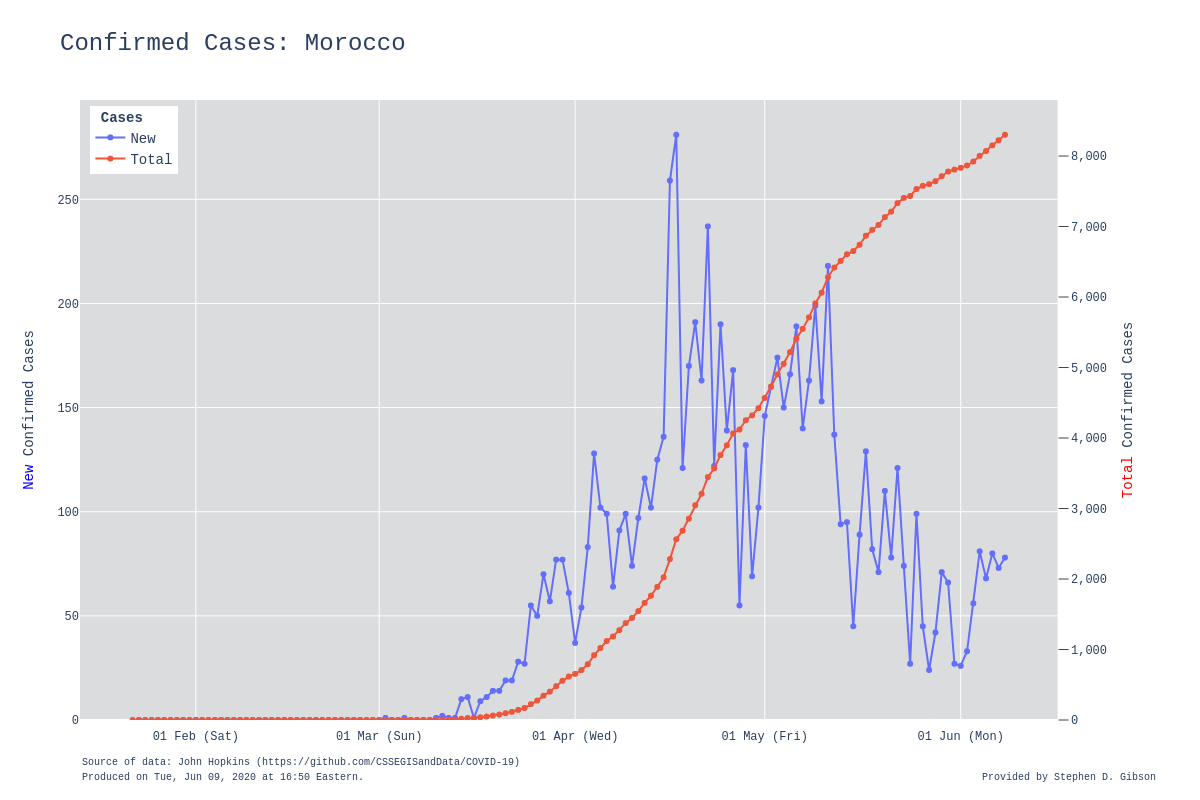 Confirmed Cases: Morocco
Cases
New
Total
250
200
150
100
50
0
8,000
7,000
6,000
5,000
4,000
3,000
2,000
1,000
0
New Confirmed Cases
Total Confirmed Cases
01 Feb (Sat)
01 Mar (Sun)
01 Apr (Wed)
01 May (Fri)
01 Jun (Mon)
Source of data: John Hopkins (https://github.com/CSSEGISandData/COVID-19)
Produced on Tue, Jun 09, 2020 at 16:50 Eastern.
Provided by Stephen D. Gibson